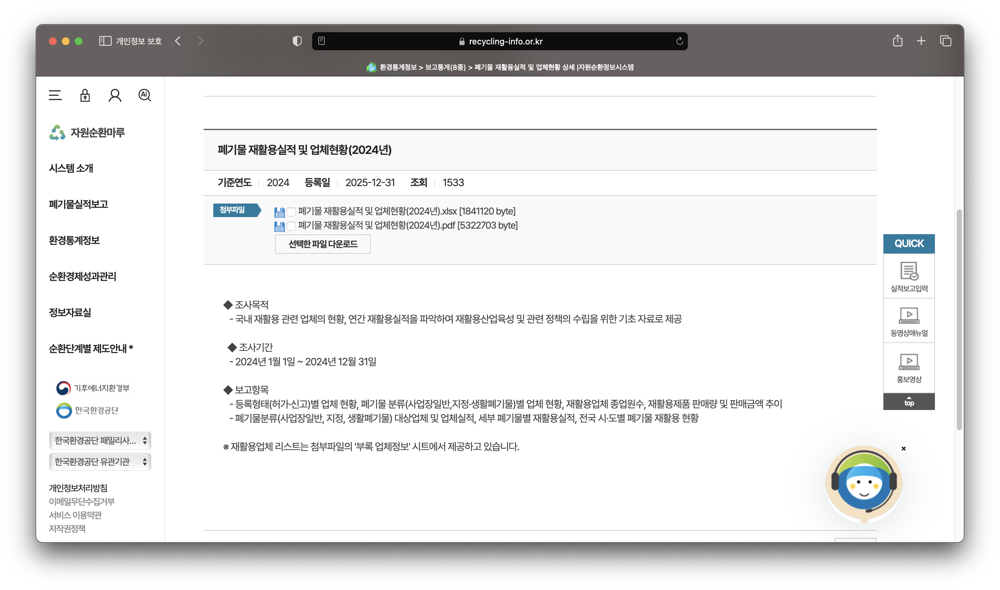 개인정보 보호
recycling-info.or.kr
환경통계정보 > 보고통계(8종) > 폐기물 재활용실적 및 업체현황 상세 |자원순환정보시스템
Ai
자원순환마루
시스템 소개
폐기물실적보고
환경통계정보
순환경제성과관리
정보자료실
순환단계별 제도안내 *
기후에너지환경부
한국환경공단
한국환경공단 패밀리사...
한국환경공단 유관기관
개인정보처리방침
이메일무단수집거부
서비스 이용약관
저작권정책
폐기물 재활용실적 및 업체현황(2024년)
기준연도 2024 등록일 2025-12-31 조회 1533
첨부파일
폐기물 재활용실적 및 업체현황(2024년).xlsx [1841120 byte]
폐기물 재활용실적 및 업체현황(2024년).pdf [5322703 byte]
선택한 파일 다운로드
◆ 조사목적
- 국내 재활용 관련 업체의 현황, 연간 재활용실적을 파악하여 재활용산업육성 및 관련 정책의 수립을 위한 기초 자료로 제공
◆ 조사기간
- 2024년 1월 1일 ~ 2024년 12월 31일
◆ 보고항목
- 등록형태(허가·신고)별 업체 현황, 폐기물 분류(사업장일반,지정·생활폐기물)별 업체 현황, 재활용업체 종업원수, 재활용제품 판매량 및 판매금액 추이
- 폐기물분류(사업장일반, 지정, 생활폐기물) 대상업체 및 업체실적, 세부 폐기물별 재활용실적, 전국 시·도별 폐기물 재활용 현황
※ 재활용업체 리스트는 첨부파일의 '부록 업체정보' 시트에서 제공하고 있습니다.
QUICK
실적보고입력
동영상매뉴얼
홍보영상
top